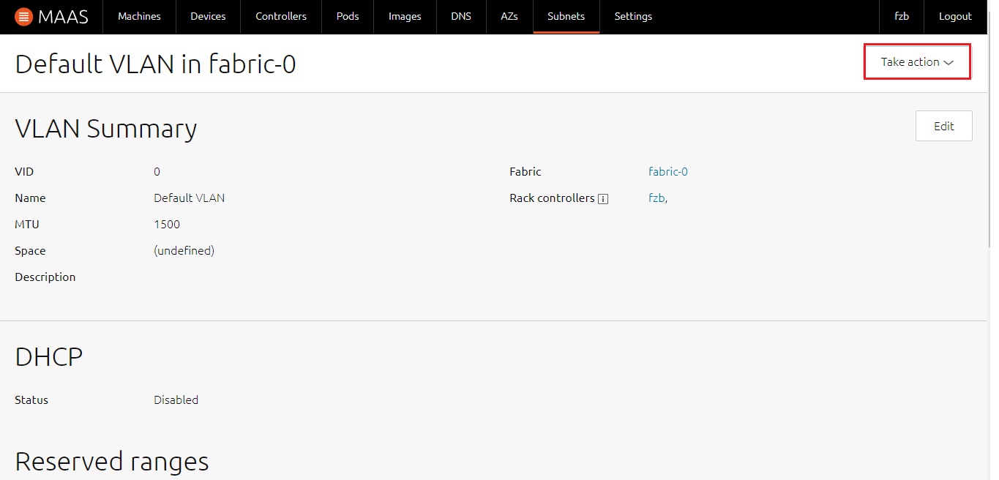 MAAS Machines Devices Controllers Pods Images DNS AZs Subnets Settings fzb Logout
Default VLAN in fabric-0 Take action
VLAN Summary Edit
VID 0 Fabric fabric-0
Name Default VLAN Rack controllers i fzb,
MTU 1500
Space (undefined)
Description
DHCP
Status Disabled
Reserved ranges